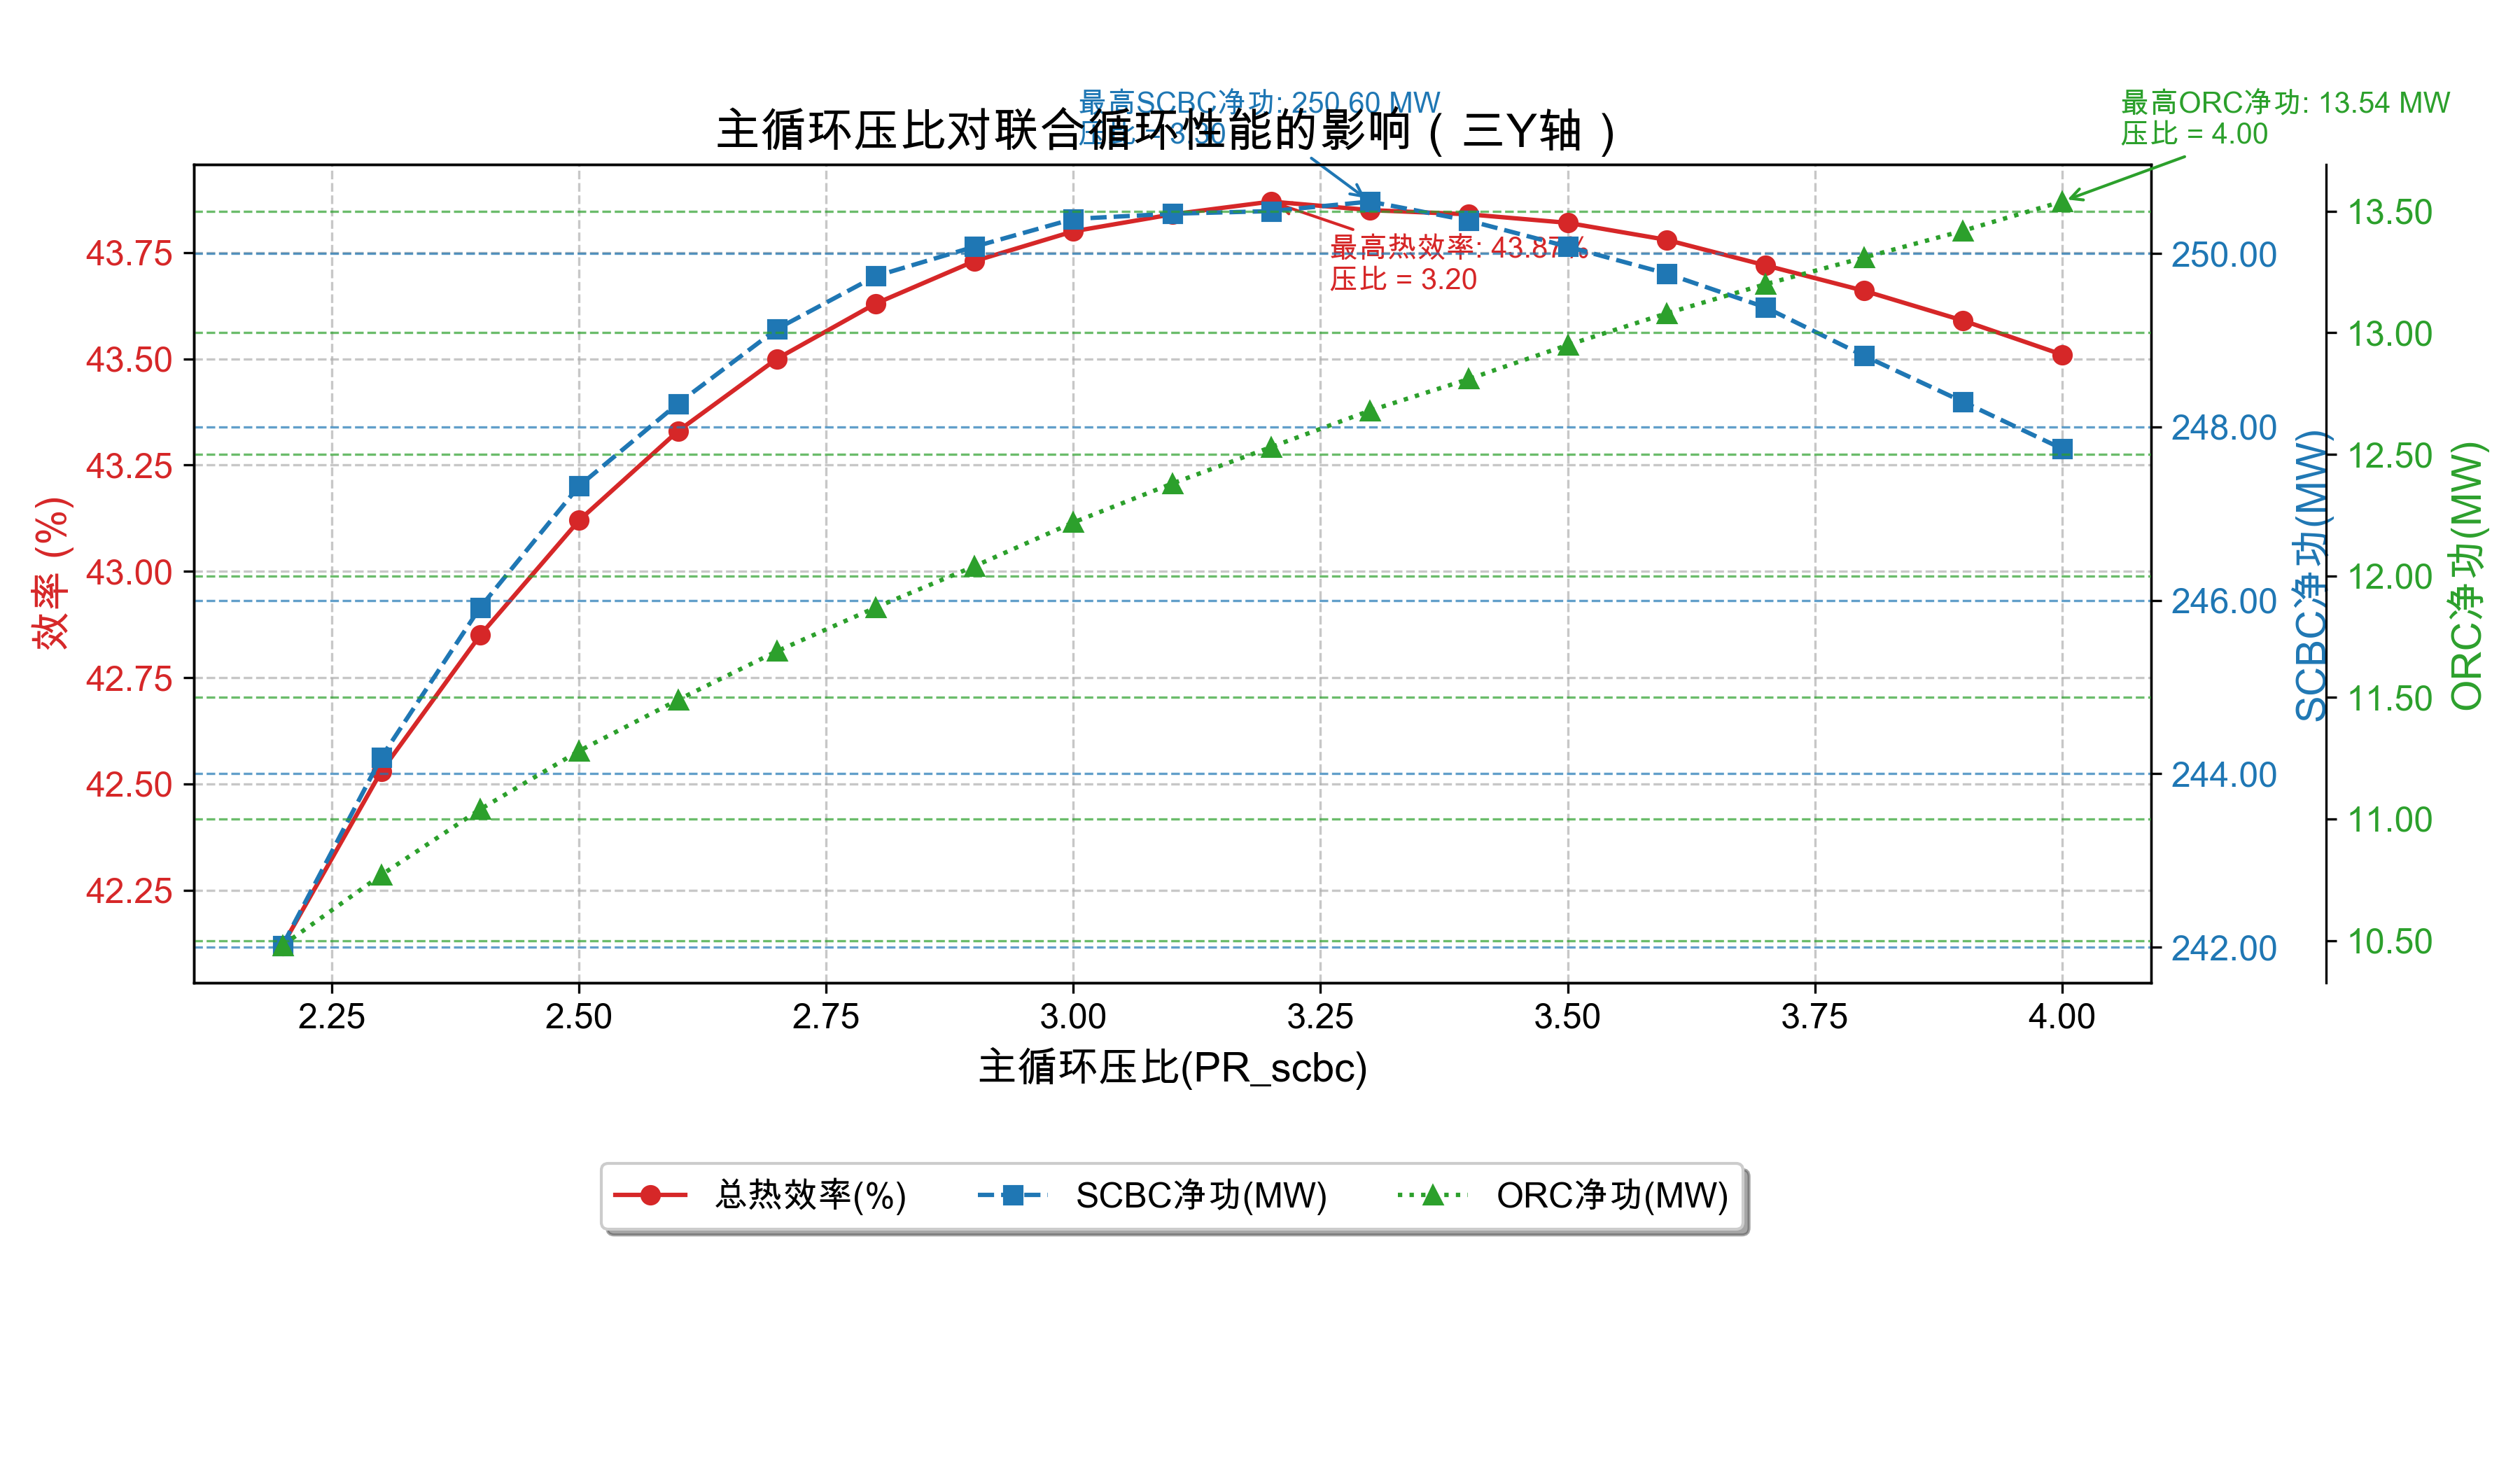 最高SCBC净功: 250.60 MW
压比 = 3.30
最高ORC净功: 13.54 MW
压比 = 4.00
主循环压比对联合循环性能的影响（三Y轴）
最高热效率: 43.87%
压比 = 3.20
效率 (%)
43.75
43.50
43.25
43.00
42.75
42.50
42.25
250.00
248.00
246.00
244.00
242.00
SCBC净功(MW)
13.50
13.00
12.50
12.00
11.50
11.00
10.50
ORC净功(MW)
2.25 2.50 2.75 3.00 3.25 3.50 3.75 4.00
主循环压比(PR_scbc)
总热效率(%) SCBC净功(MW) ORC净功(MW)